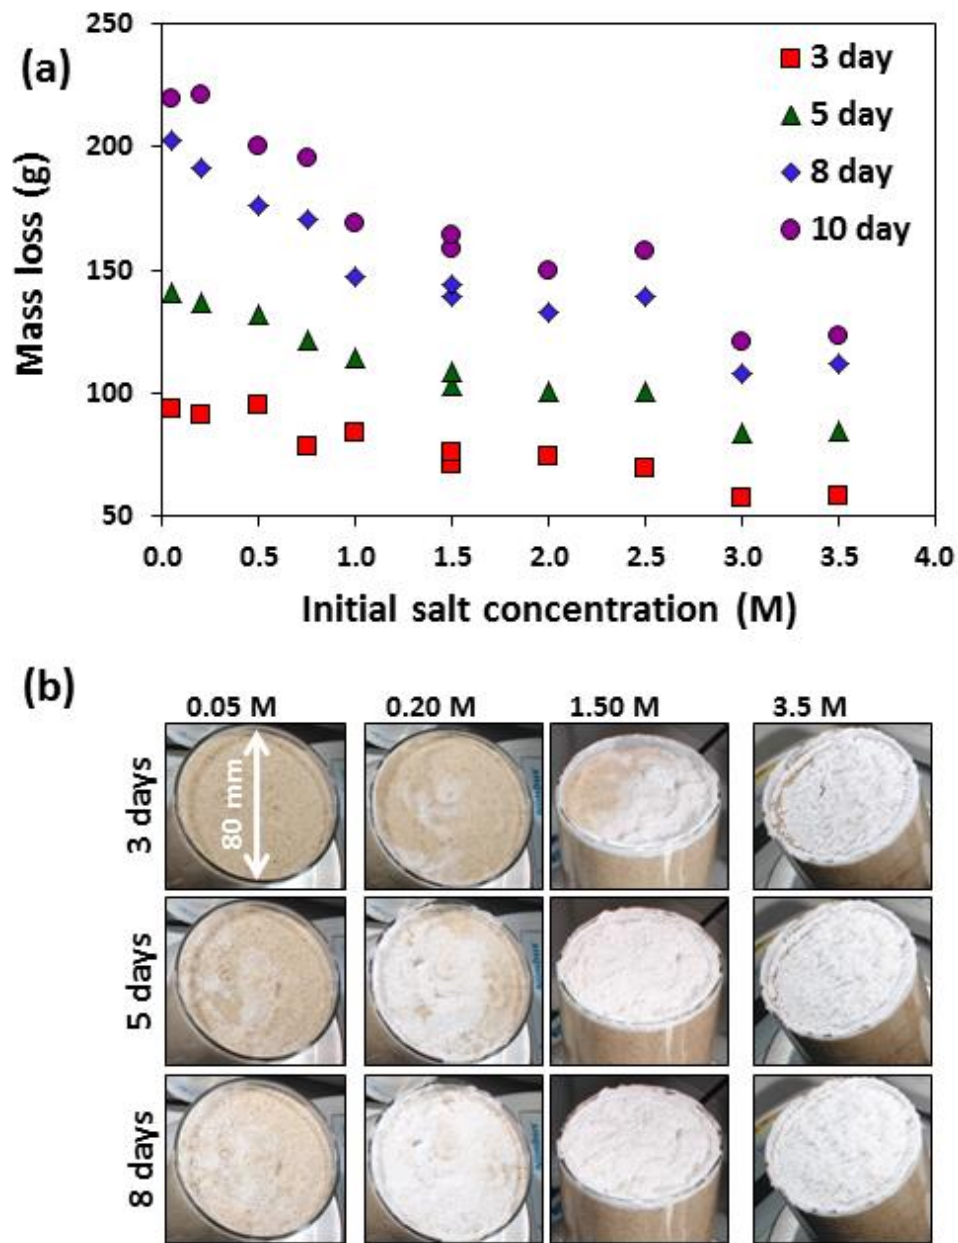 (a)
Mass loss (g)
250
200
150
100
50
3 day
5 day
8 day
10 day
0.0 0.5 1.0 1.5 2.0 2.5 3.0 3.5 4.0
Initial salt concentration (M)
(b)
0.05 M 0.20 M 1.50 M 3.5 M
3 days
80 mm
5 days
8 days